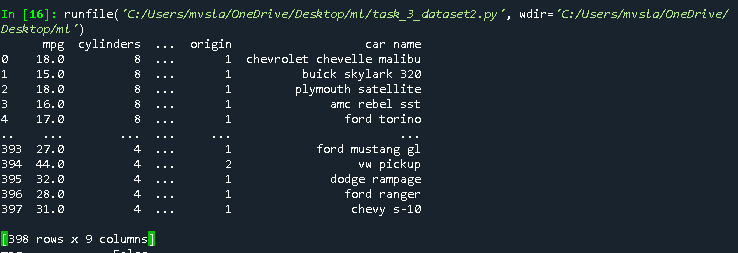 In [16]: runfile('C:/Users/mvsla/OneDrive/Desktop/ml/task_3_dataset2.py', wdir='C:/Users/mvsla/OneDrive/
Desktop/ml')
mpg cylinders ... origin car name
0 18.0 8 ... 1 chevrolet chevelle malibu
1 15.0 8 ... 1 buick skylark 320
2 18.0 8 ... 1 plymouth satellite
3 16.0 8 ... 1 amc rebel sst
4 17.0 8 ... 1 ford torino
.. ... ... ... ... ...
393 27.0 4 ... 1 ford mustang gl
394 44.0 4 ... 2 vw pickup
395 32.0 4 ... 1 dodge rampage
396 28.0 4 ... 1 ford ranger
397 31.0 4 ... 1 chevy s-10
[398 rows x 9 columns]